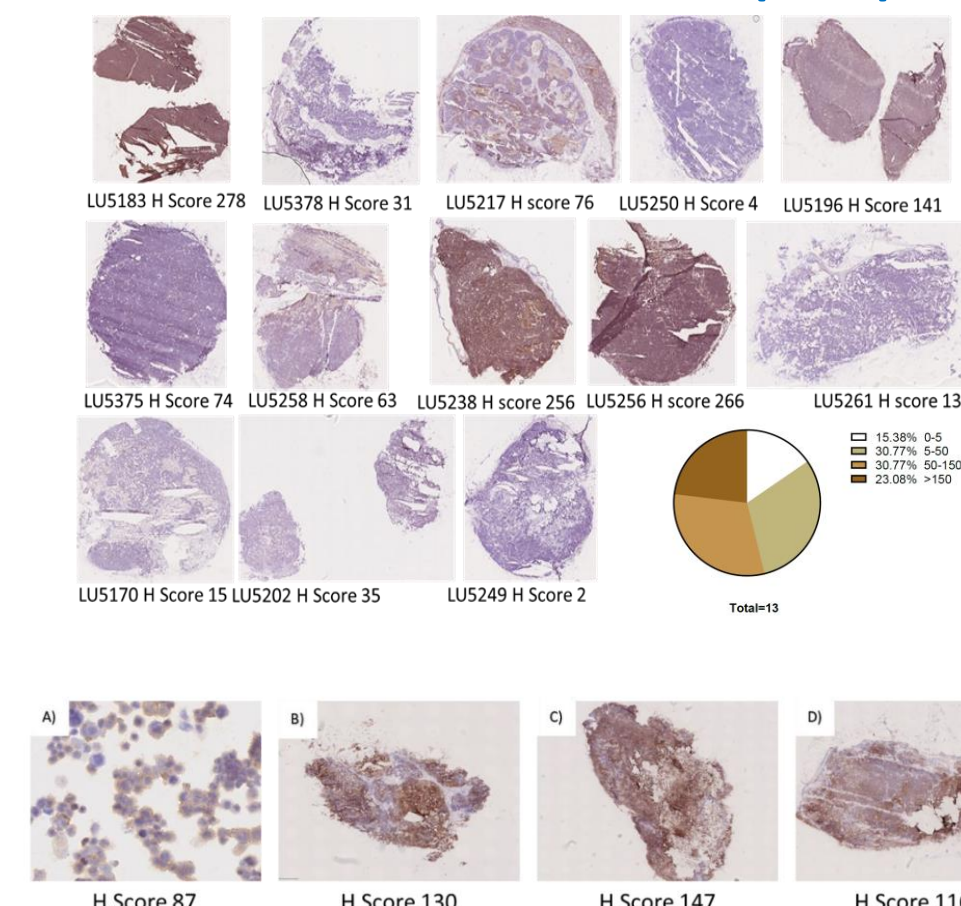 LU5183 H Score 278 LU5378 H Score 31 LU5217 H score 76 LU5250 H Score 4 LU5196 H Score 141
LU5375 H Score 74 LU5258 H Score 63 LU5238 H score 256 LU5256 H score 266 LU5261 H score 13
15.38% 0-5
30.77% 5-50
30.77% 50-150
23.08% >150
LU5170 H Score 15 LU5202 H Score 35 LU5249 H Score 2
Total=13
A) B) C) D)
H Score 87 H Score 130 H Score 147 H Score